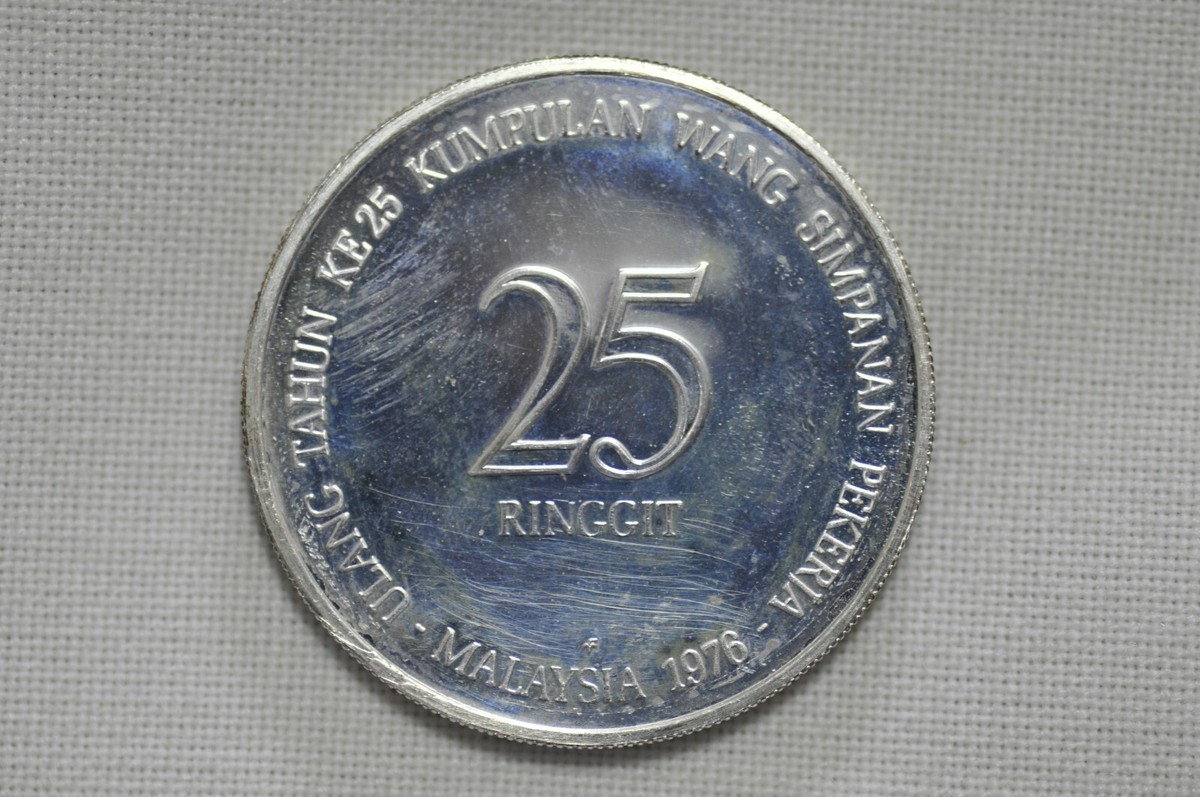 ULANG TAHUN KE 25 KUMPULAN WANG SIMPANAN PEKERJA
25
RINGGIT
- MALAYSIA 1976 -